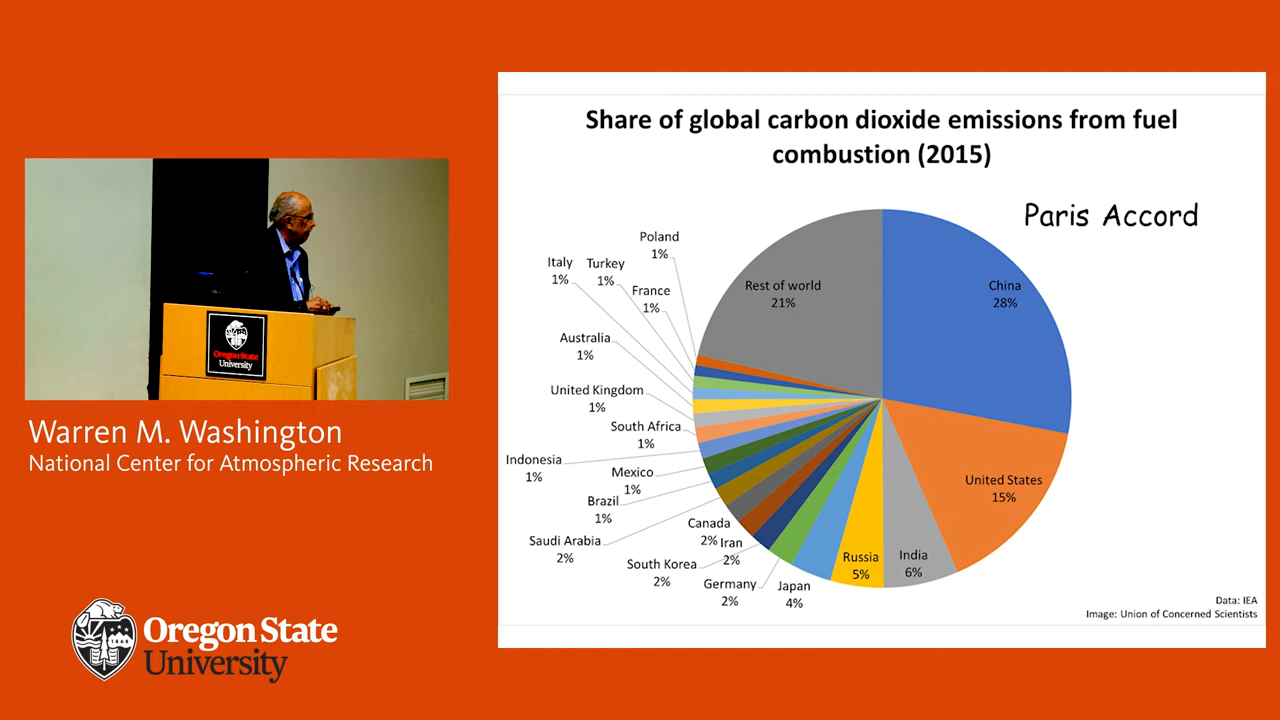 Share of global carbon dioxide emissions from fuel
combustion (2015)
Paris Accord
Poland
1%
Italy
1%
Turkey
1%
France
1%
Rest of world
21%
China
28%
Australia
1%
United Kingdom
1%
South Africa
1%
Indonesia
1%
Mexico
1%
Brazil
1%
Saudi Arabia
2%
Canada
2%
Iran
2%
South Korea
2%
Germany
2%
Japan
4%
Russia
5%
India
6%
United States
15%
Data: IEA
Image: Union of Concerned Scientists
Oregon State
University
Warren M. Washington
National Center for Atmospheric Research
Oregon State
University